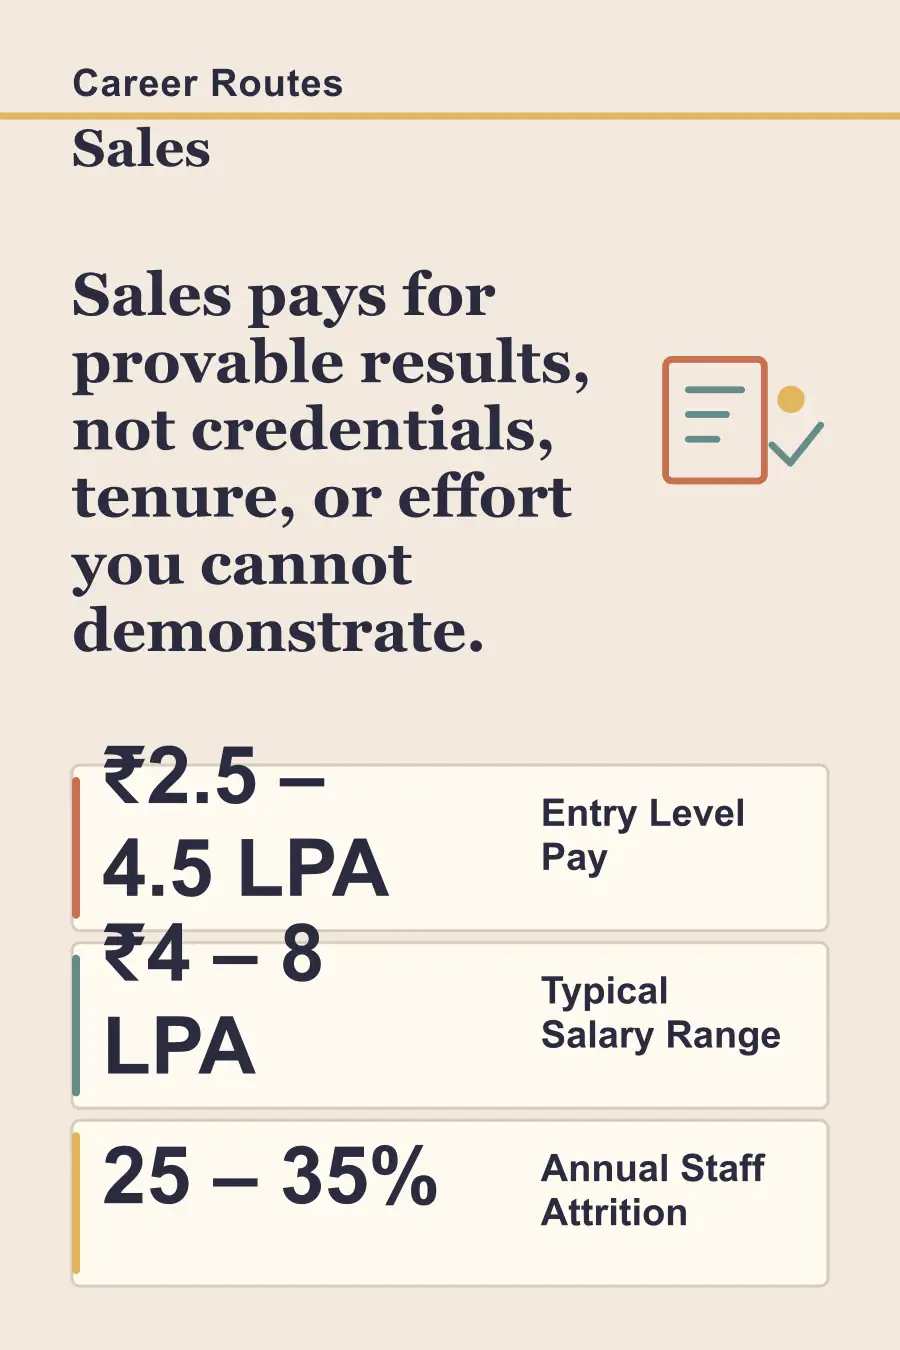 Career Routes
Sales
Sales pays for
provable results,
not credentials,
tenure, or effort
you cannot
demonstrate.
₹2.5 –
4.5 LPA
Entry Level
Pay
₹4 – 8
LPA
Typical
Salary Range
25 – 35%
Annual Staff
Attrition